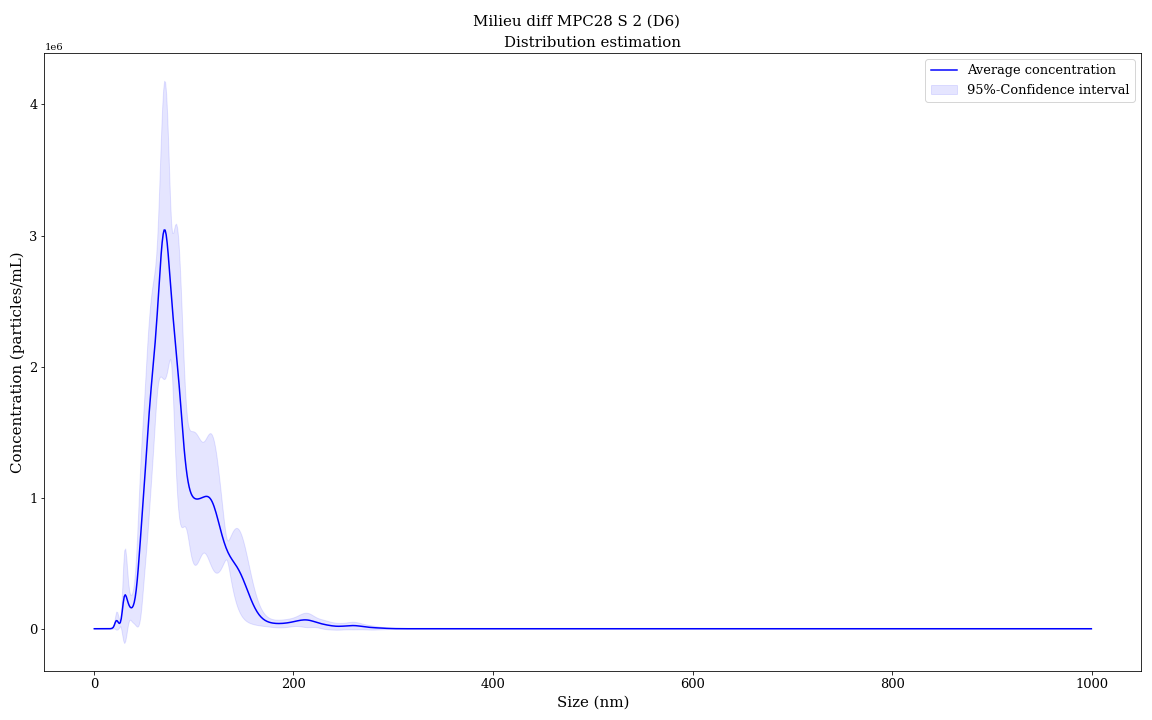 Milieu diff MPC28 S 2 (D6)
Distribution estimation
1e6
Average concentration
95%-Confidence interval
4
3
2
1
0
Concentration (particles/mL)
0 200 400 600 800 1000
Size (nm)